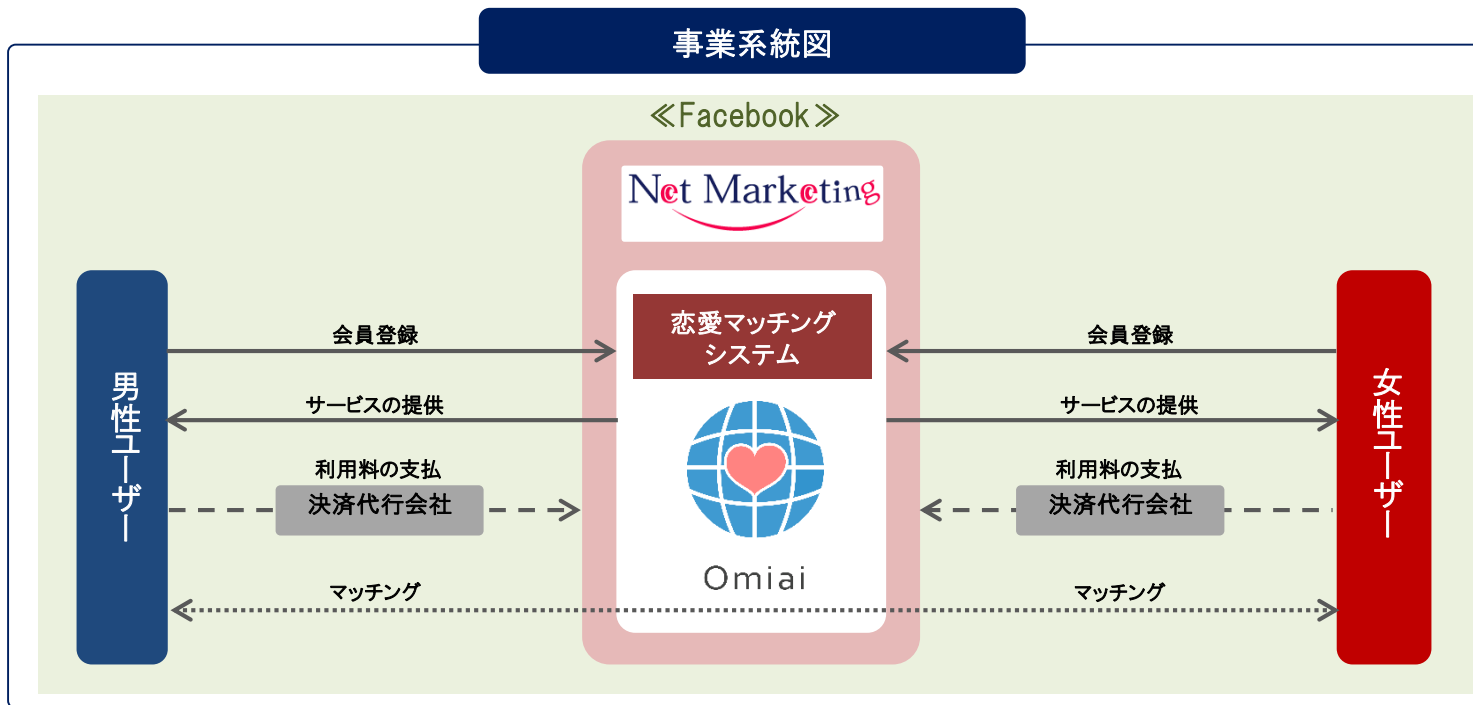 事業系統図
≪Facebook≫
Net Marketing
恋愛マッチング
システム
Omiai
男性ユーザー
女性ユーザー
会員登録
サービスの提供
利用料の支払
決済代行会社
マッチング
会員登録
サービスの提供
利用料の支払
決済代行会社
マッチング